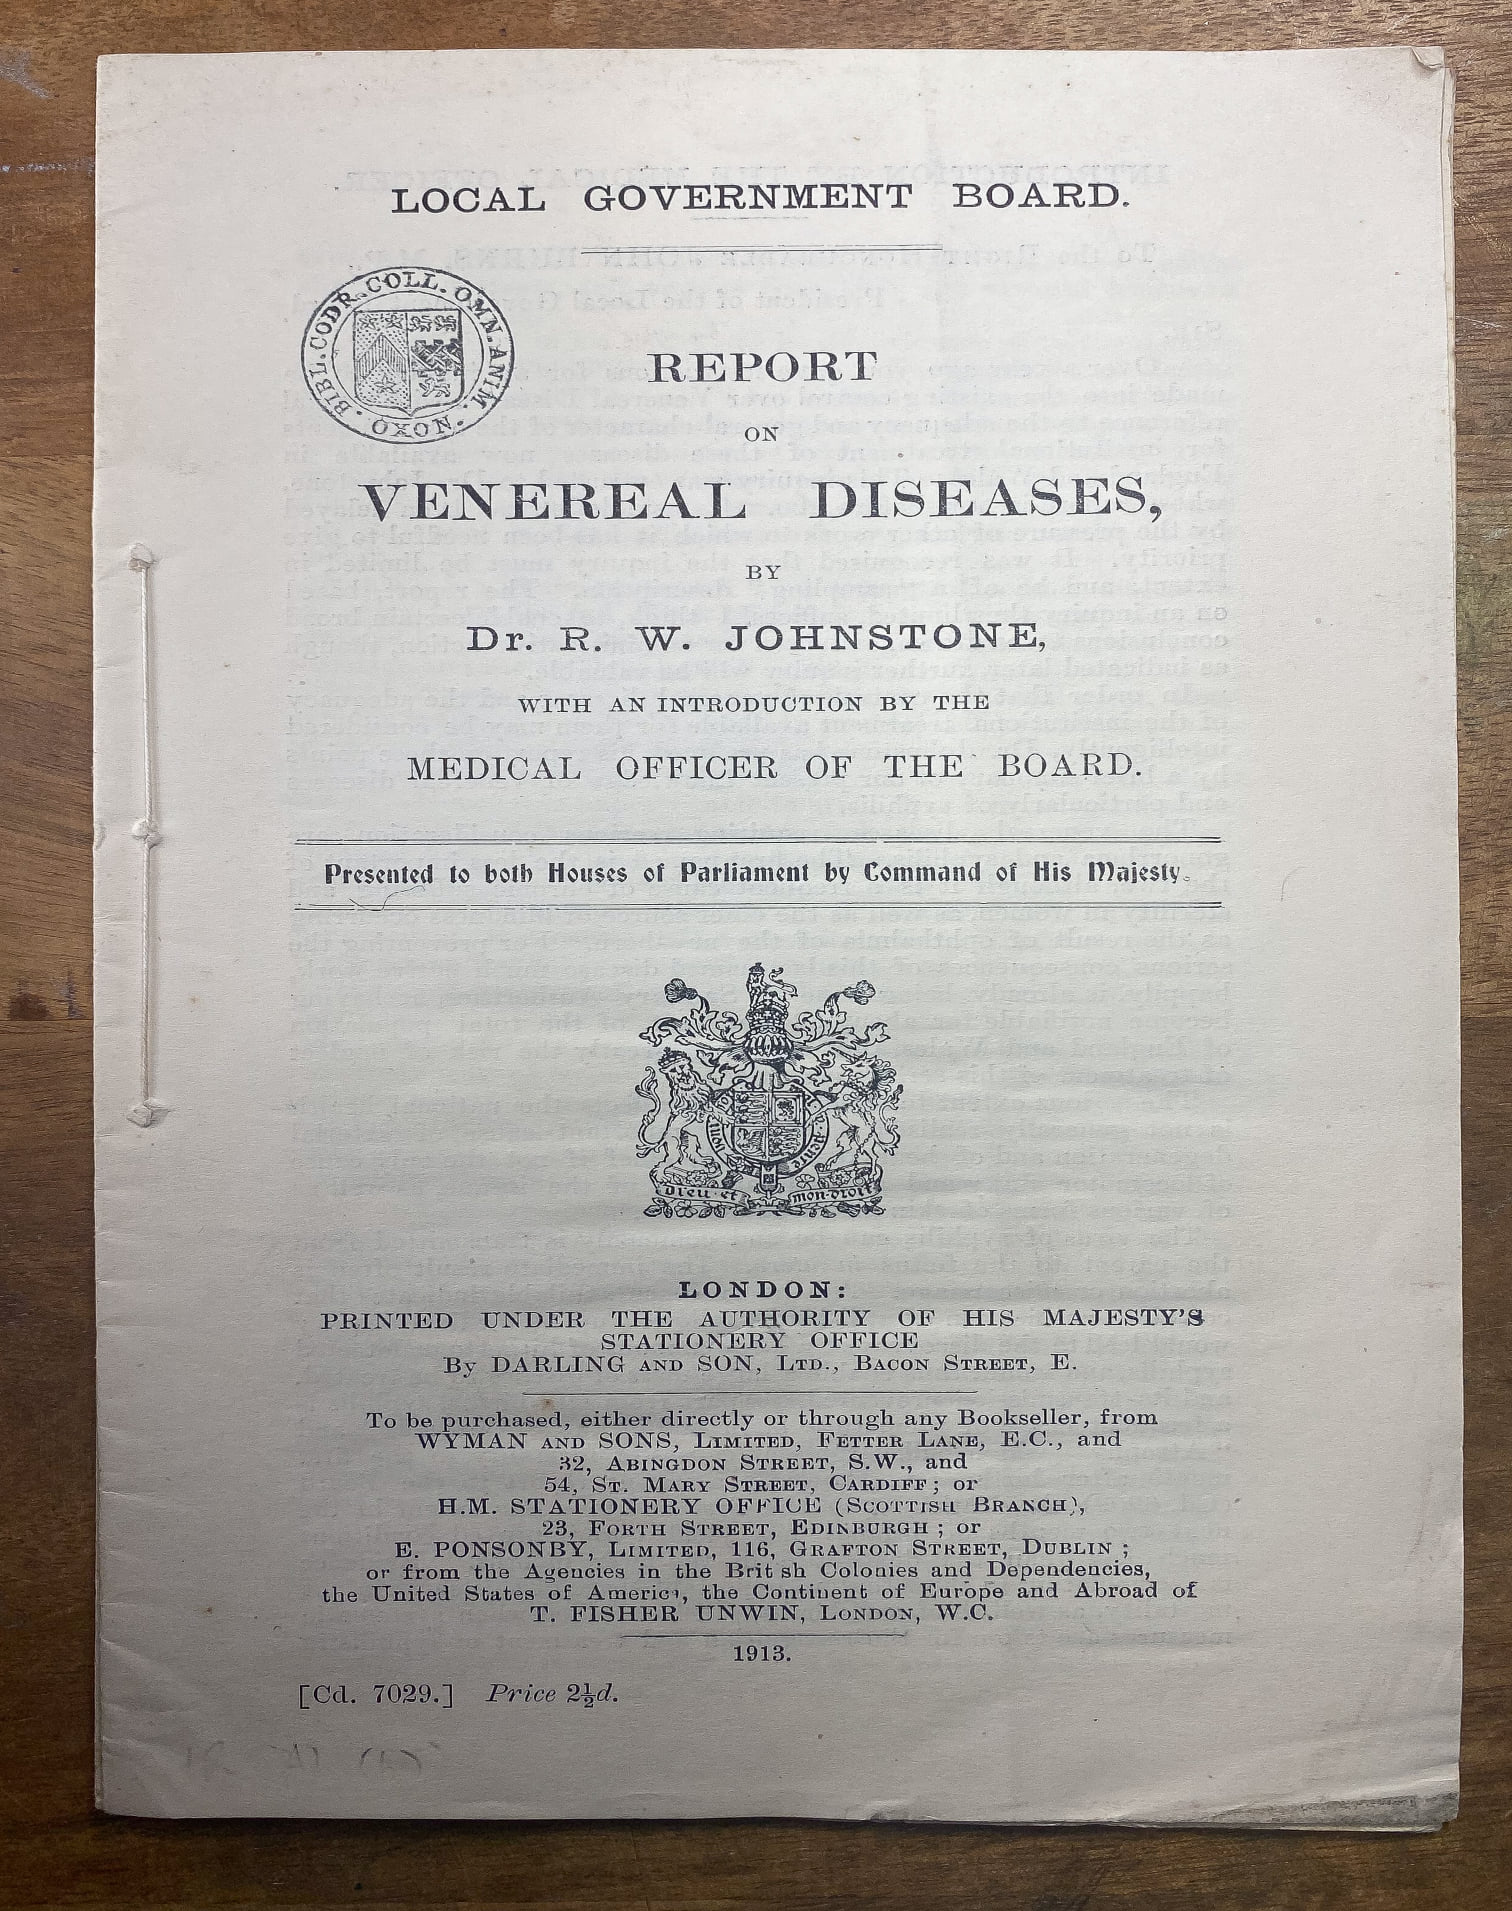 LOCAL GOVERNMENT BOARD.
BIBL. CODR. COLL. OMN. ANIM. OXON.
REPORT
ON
VENEREAL DISEASES,
BY
Dr. R. W. JOHNSTONE,
WITH AN INTRODUCTION BY THE
MEDICAL OFFICER OF THE BOARD.
Presented to both Houses of Parliament by Command of His Majesty.
Dieu et mon droit
LONDON:
PRINTED UNDER THE AUTHORITY OF HIS MAJESTY'S
STATIONERY OFFICE
By DARLING AND SON, LTD., BACON STREET, E.
To be purchased, either directly or through any Bookseller, from
WYMAN AND SONS, LIMITED, FETTER LANE, E.C., and
32, ABINGDON STREET, S.W., and
54, ST. MARY STREET, CARDIFF; or
H.M. STATIONERY OFFICE (SCOTTISH BRANCH),
23, FORTH STREET, EDINBURGH; or
E. PONSONBY, LIMITED, 116, GRAFTON STREET, DUBLIN;
or from the Agencies in the Brit sh Colonies and Dependencies,
the United States of America, the Continent of Europe and Abroad of
T. FISHER UNWIN, LONDON, W.C.
1913.
[Cd. 7029.] Price 2½d.